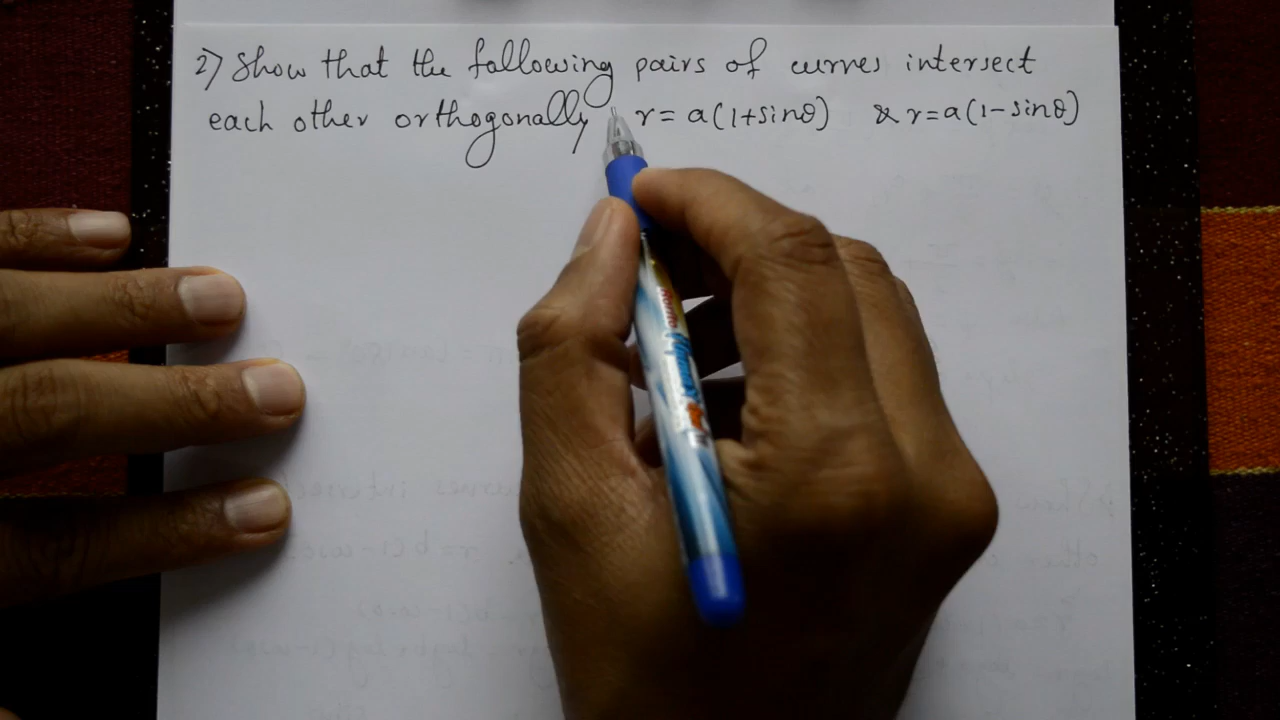 2) Show that the following pairs of curves intersect
each other orthogonally r = a(1+sinθ) & r=a(1-sinθ)